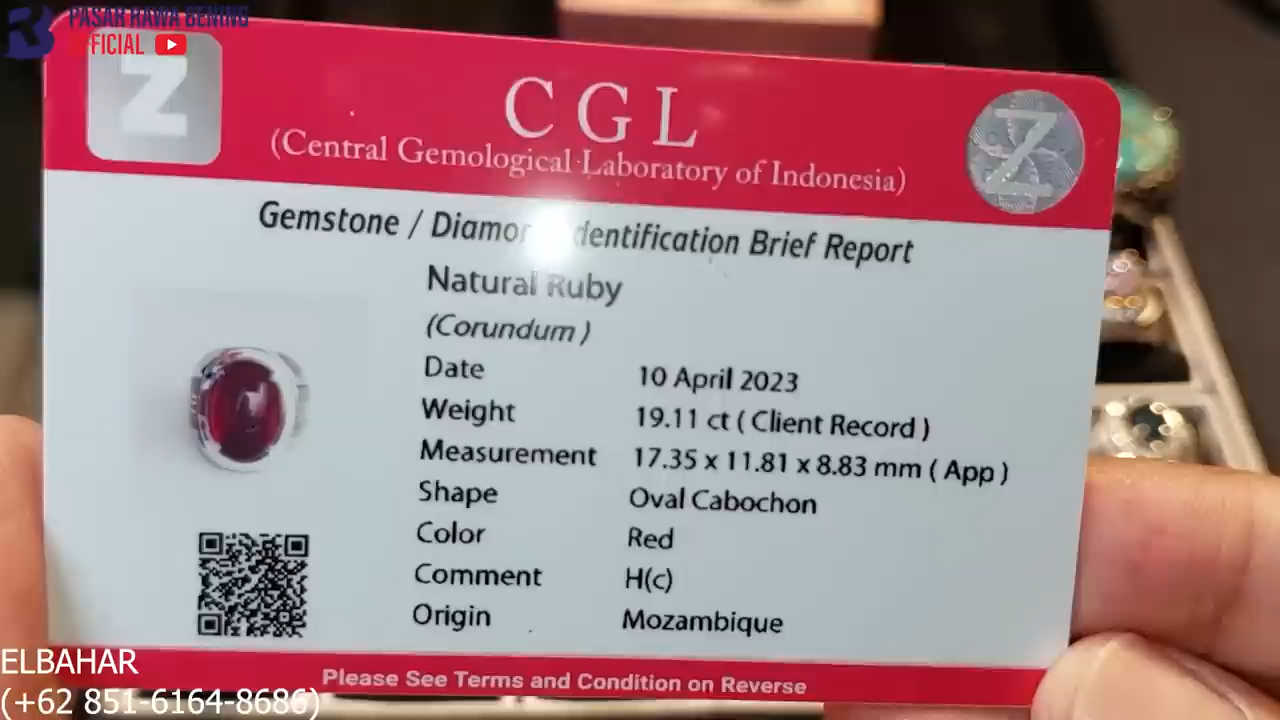 PASAR RAWA BENING
OFFICIAL
Z
CGL
(Central Gemological Laboratory of Indonesia)
Z
Gemstone / Diamon Identification Brief Report
Natural Ruby
(Corundum )
Date 10 April 2023
Weight 19.11 ct ( Client Record )
Measurement 17.35 x 11.81 x 8.83 mm ( App )
Shape Oval Cabochon
Color Red
Comment H(c)
Origin Mozambique
Please See Terms and Condition on Reverse
ELBAHAR
(+62 851-6164-8686)